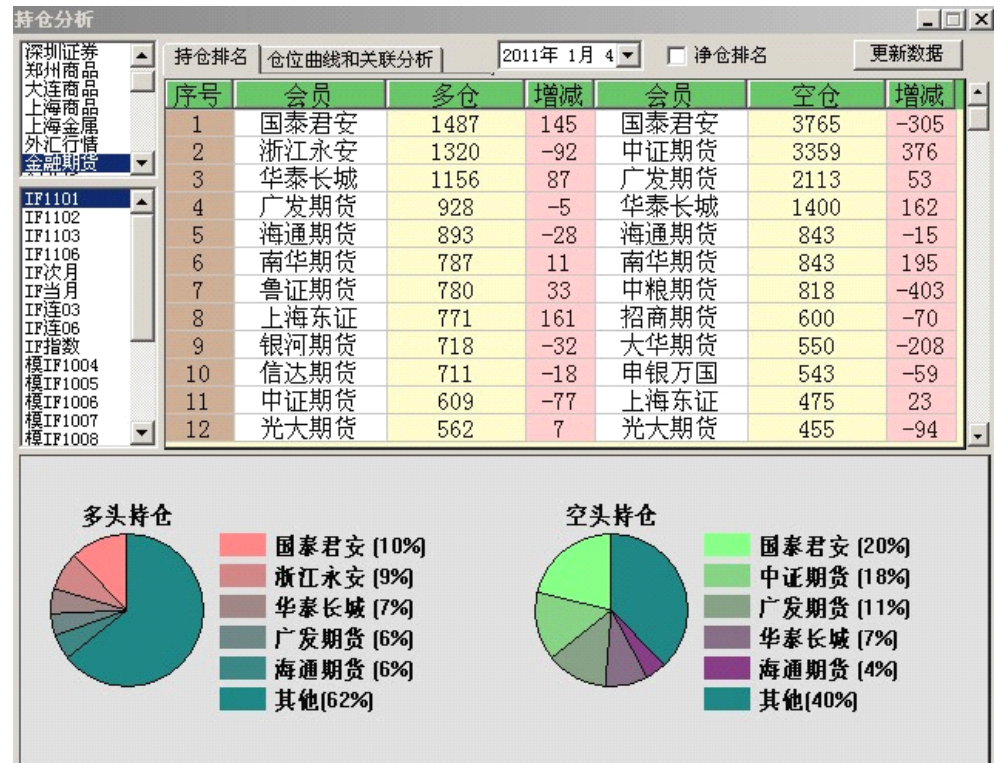 持仓分析
深圳证券
郑州商品
大连商品
上海商品
上海金属
外汇行情
金融期货
IF1101
IF1102
IF1103
IF1106
IF次月
IF当月
IF连03
IF连06
IF指数
模IF1004
模IF1005
模IF1006
模IF1007
模IF1008
持仓排名 仓位曲线和关联分析 2011年 1月 4 净仓排名 更新数据
序号 会员 多仓 增减 会员 空仓 增减
1 国泰君安 1487 145 国泰君安 3765 -305
2 浙江永安 1320 -92 中证期货 3359 376
3 华泰长城 1156 87 广发期货 2113 53
4 广发期货 928 -5 华泰长城 1400 162
5 海通期货 893 -28 海通期货 843 -15
6 南华期货 787 11 南华期货 843 195
7 鲁证期货 780 33 中粮期货 818 -403
8 上海东证 771 161 招商期货 600 -70
9 银河期货 718 -32 大华期货 550 -208
10 信达期货 711 -18 申银万国 543 -59
11 中证期货 609 -77 上海东证 475 23
12 光大期货 562 7 光大期货 455 -94
多头持仓
国泰君安 (10%)
浙江永安 (9%)
华泰长城 (7%)
广发期货 (6%)
海通期货 (6%)
其他(62%)
空头持仓
国泰君安 (20%)
中证期货 (18%)
广发期货 (11%)
华泰长城 (7%)
海通期货 (4%)
其他(40%)